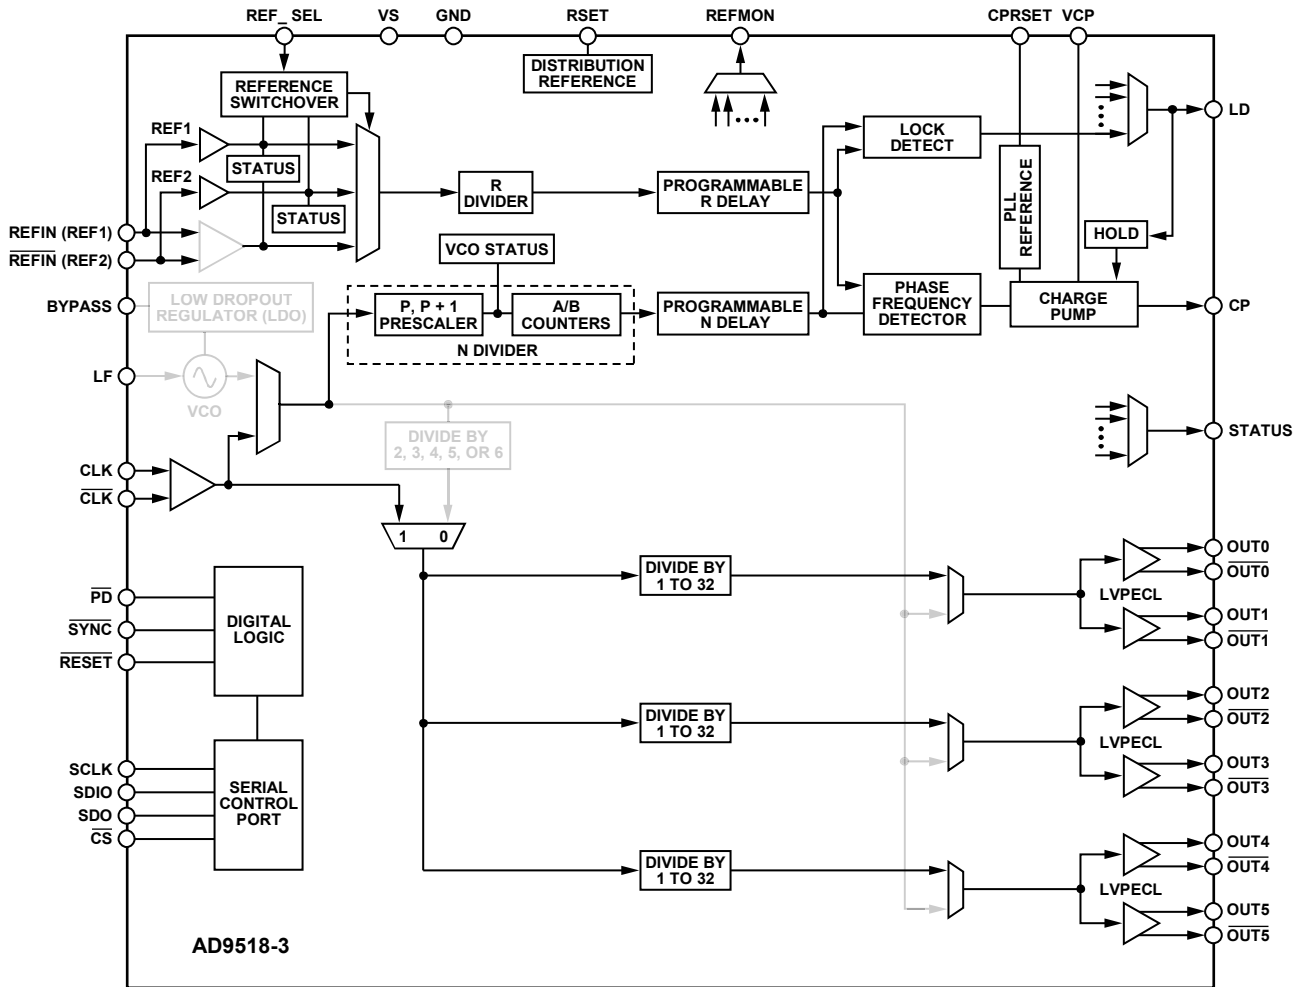 REF_ SEL
VS
GND
RSET
REFMON
CPRSET
VCP
REFERENCE
SWITCHOVER
DISTRIBUTION
REFERENCE
LD
REF1
STATUS
REF2
STATUS
LOCK
DETECT
R
DIVIDER
PROGRAMMABLE
R DELAY
PLL
REFERENCE
HOLD
REFIN (REF1)
REFIN (REF2)
VCO STATUS
BYPASS
LOW DROPOUT
REGULATOR (LDO)
P, P + 1
PRESCALER
A/B
COUNTERS
N DIVIDER
PROGRAMMABLE
N DELAY
PHASE
FREQUENCY
DETECTOR
CHARGE
PUMP
CP
LF
VCO
STATUS
DIVIDE BY
2, 3, 4, 5, OR 6
CLK
CLK
1 0
DIVIDE BY
1 TO 32
LVPECL
OUT0
OUT0
OUT1
OUT1
PD
SYNC
RESET
DIGITAL
LOGIC
DIVIDE BY
1 TO 32
LVPECL
OUT2
OUT2
OUT3
OUT3
SCLK
SDIO
SDO
CS
SERIAL
CONTROL
PORT
DIVIDE BY
1 TO 32
LVPECL
OUT4
OUT4
OUT5
OUT5
AD9518-3